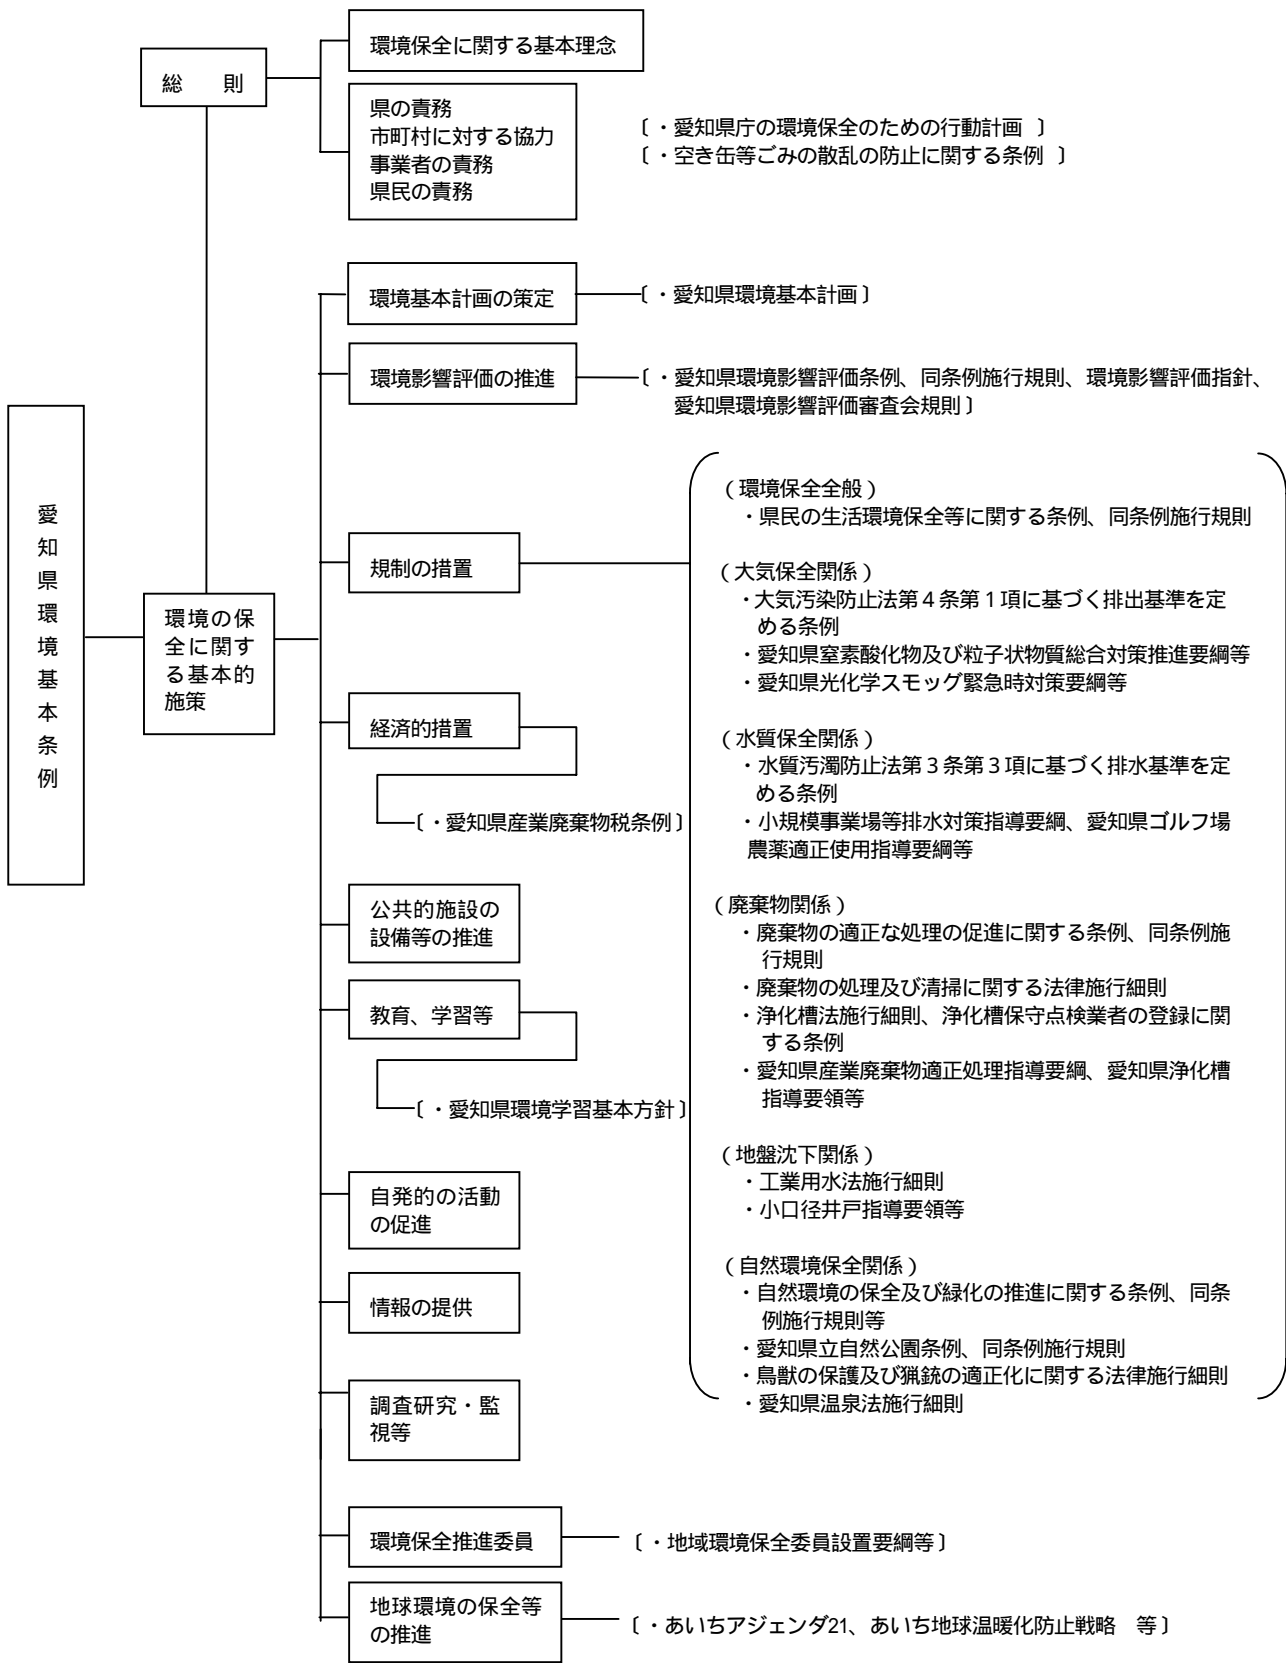 環境保全に関する基本理念
総　則
県の責務
市町村に対する協力
事業者の責務
県民の責務
〔・愛知県庁の環境保全のための行動計画 〕
〔・空き缶等ごみの散乱の防止に関する条例 〕
環境基本計画の策定
〔・愛知県環境基本計画〕
環境影響評価の推進
〔・愛知県環境影響評価条例、同条例施行規則、環境影響評価指針、
愛知県環境影響評価審査会規則〕
愛知県環境基本条例
環境の保
全に関す
る基本的
施策
規制の措置
（環境保全全般）
・県民の生活環境保全等に関する条例、同条例施行規則
（大気保全関係）
・大気汚染防止法第４条第１項に基づく排出基準を定
める条例
・愛知県窒素酸化物及び粒子状物質総合対策推進要綱等
・愛知県光化学スモッグ緊急時対策要綱等
（水質保全関係）
・水質汚濁防止法第３条第３項に基づく排水基準を定
める条例
・小規模事業場等排水対策指導要綱、愛知県ゴルフ場
農薬適正使用指導要綱等
（廃棄物関係）
・廃棄物の適正な処理の促進に関する条例、同条例施
行規則
・廃棄物の処理及び清掃に関する法律施行細則
・浄化槽法施行細則、浄化槽保守点検業者の登録に関
する条例
・愛知県産業廃棄物適正処理指導要綱、愛知県浄化槽
指導要領等
（地盤沈下関係）
・工業用水法施行細則
・小口径井戸指導要領等
（自然環境保全関係）
・自然環境の保全及び緑化の推進に関する条例、同条
例施行規則等
・愛知県立自然公園条例、同条例施行規則
・鳥獣の保護及び猟銃の適正化に関する法律施行細則
・愛知県温泉法施行細則
経済的措置
〔・愛知県産業廃棄物税条例〕
公共的施設の
設備等の推進
教育、学習等
〔・愛知県環境学習基本方針〕
自発的の活動
の促進
情報の提供
調査研究・監
視等
環境保全推進委員
〔・地域環境保全委員設置要綱等〕
地球環境の保全等
の推進
〔・あいちアジェンダ21、あいち地球温暖化防止戦略　等〕